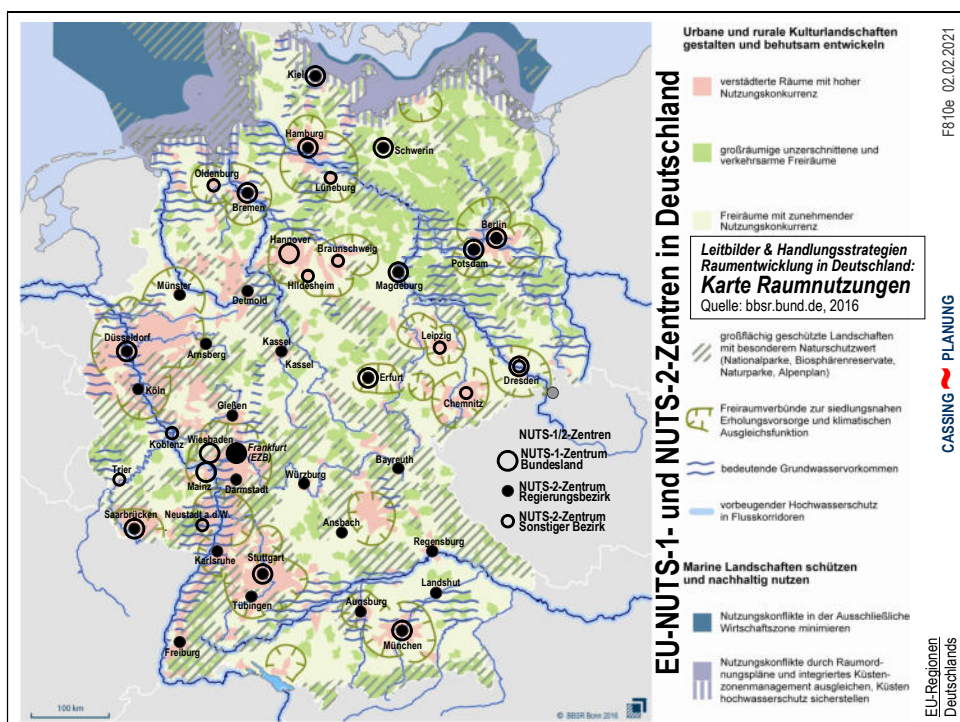 Kiel
Hamburg
Schwerin
Oldenburg
Lüneburg
Bremen
Berlin
Hannover
Braunschweig
Potsdam
Hildesheim
Magdeburg
Münster
Detmold
Düsseldorf
Leipzig
Arnsberg
Kassel
Kassel
Erfurt
Dresden
Köln
Chemnitz
Gießen
Koblenz
Wiesbaden
Frankfurt
(EZB)
Trier
Mainz
Darmstadt
Würzburg
Bayreuth
Saarbrücken
Neustadt a.d.W.
Ansbach
Karlsruhe
Regensburg
Stuttgart
Tübingen
Landshut
Augsburg
München
Freiburg
NUTS-1/2-Zentren
NUTS-1-Zentrum
Bundesland
NUTS-2-Zentrum
Regierungsbezirk
NUTS-2-Zentrum
Sonstiger Bezirk
100 km
© BBSR Bonn 2016
EU-NUTS-1- und NUTS-2-Zentren in Deutschland
Urbane und rurale Kulturlandschaften
gestalten und behutsam entwickeln
verstädterte Räume mit hoher
Nutzungskonkurrenz
großräumige unzerschnittene und
verkehrsarme Freiräume
Freiräume mit zunehmender
Nutzungskonkurrenz
Leitbilder & Handlungsstrategien
Raumentwicklung in Deutschland:
Karte Raumnutzungen
Quelle: bbsr.bund.de, 2016
großflächig geschützte Landschaften
mit besonderem Naturschutzwert
(Nationalparke, Biosphärenreservate,
Naturparke, Alpenplan)
Freiraumverbünde zur siedlungsnahen
Erholungsvorsorge und klimatischen
Ausgleichsfunktion
bedeutende Grundwasservorkommen
vorbeugender Hochwasserschutz
in Flusskorridoren
Marine Landschaften schützen
und nachhaltig nutzen
Nutzungskonflikte in der Ausschließliche
Wirtschaftszone minimieren
Nutzungskonflikte durch Raumord-
nungspläne und integriertes Küsten-
zonenmanagement ausgleichen, Küsten
hochwasserschutz sicherstellen
F810e 02.02.2021
CASSING ~ PLANUNG
EU-Regionen
Deutschlands